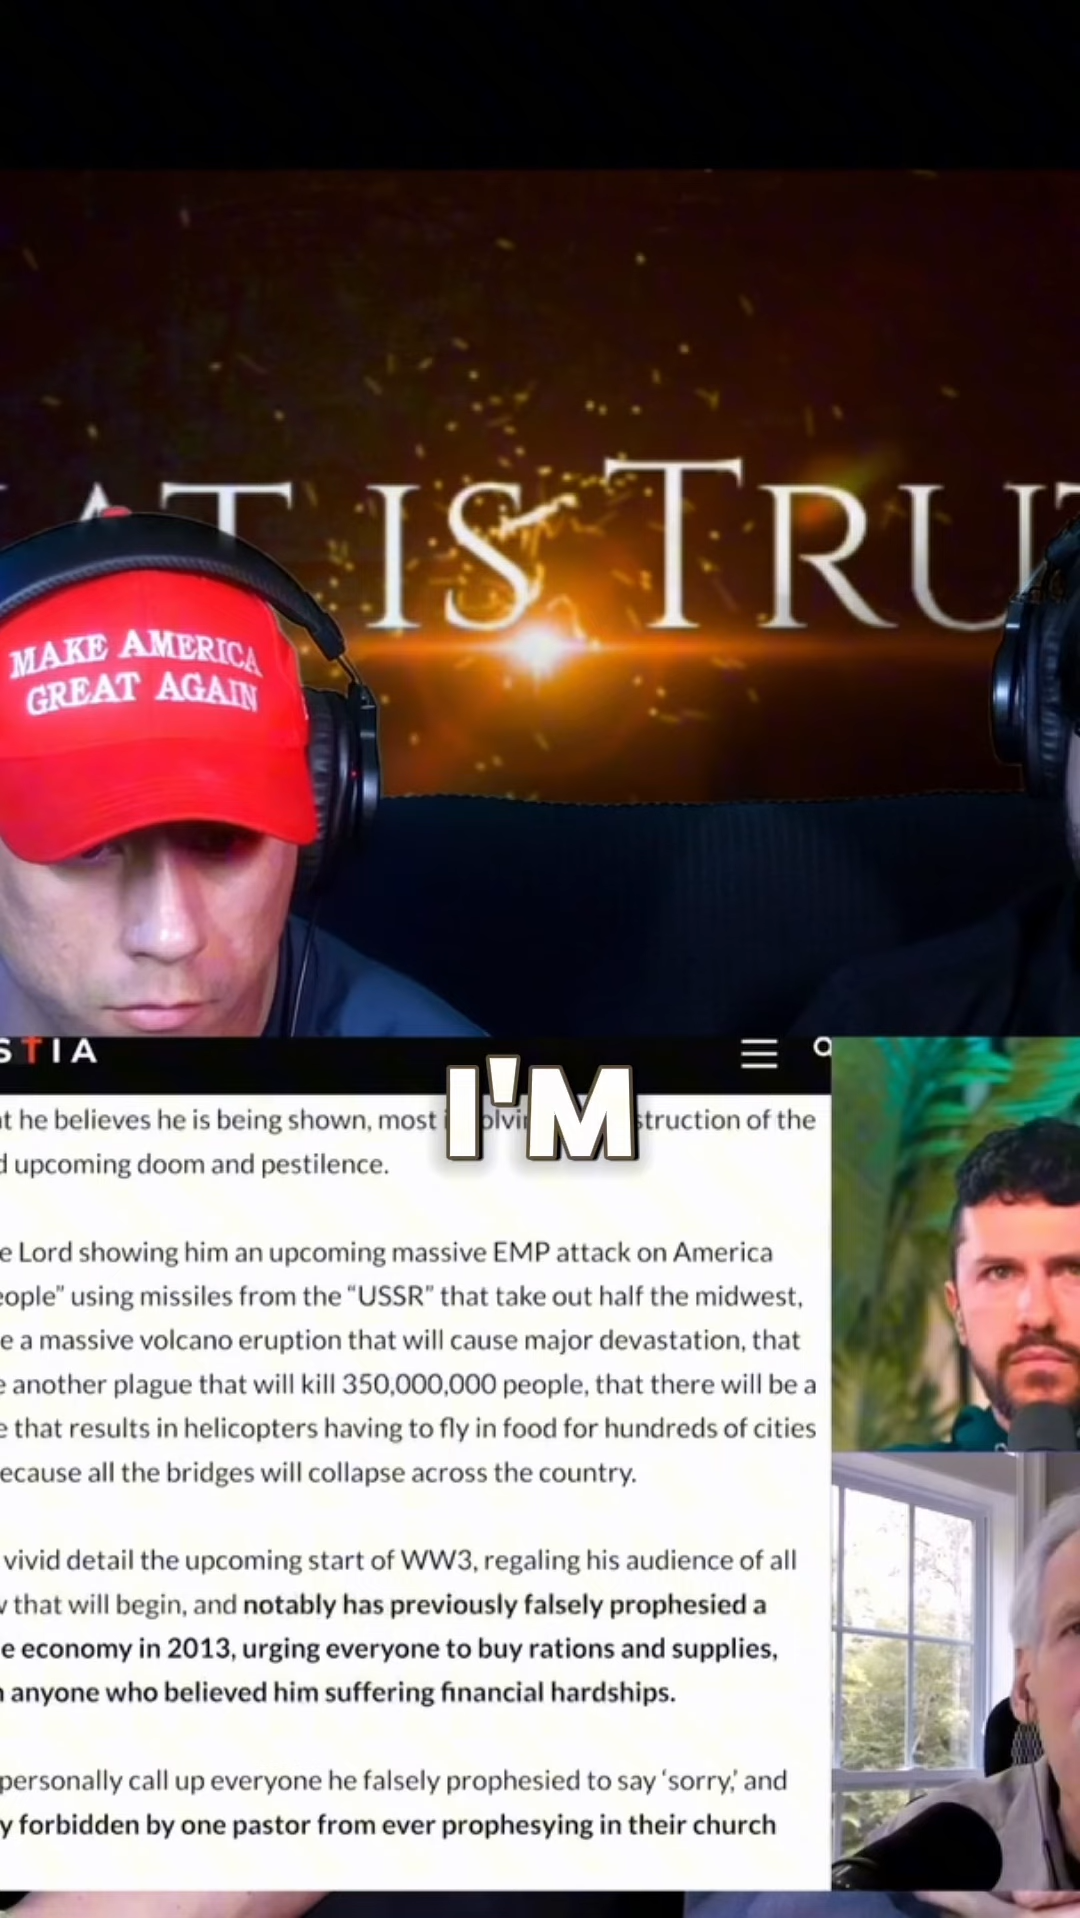 AT IS TRUT
MAKE AMERICA
GREAT AGAIN
STIA
I'M
t he believes he is being shown, most struction of the
upcoming doom and pestilence.
e Lord showing him an upcoming massive EMP attack on America
eople” using missiles from the “USSR” that take out half the midwest,
e a massive volcano eruption that will cause major devastation, that
e another plague that will kill 350,000,000 people, that there will be a
e that results in helicopters having to fly in food for hundreds of cities
ecause all the bridges will collapse across the country.
vivid detail the upcoming start of WW3, regaling his audience of all
that will begin, and notably has previously falsely prophesied a
e economy in 2013, urging everyone to buy rations and supplies,
anyone who believed him suffering financial hardships.
personally call up everyone he falsely prophesied to say ‘sorry,’ and
y forbidden by one pastor from ever prophesying in their church